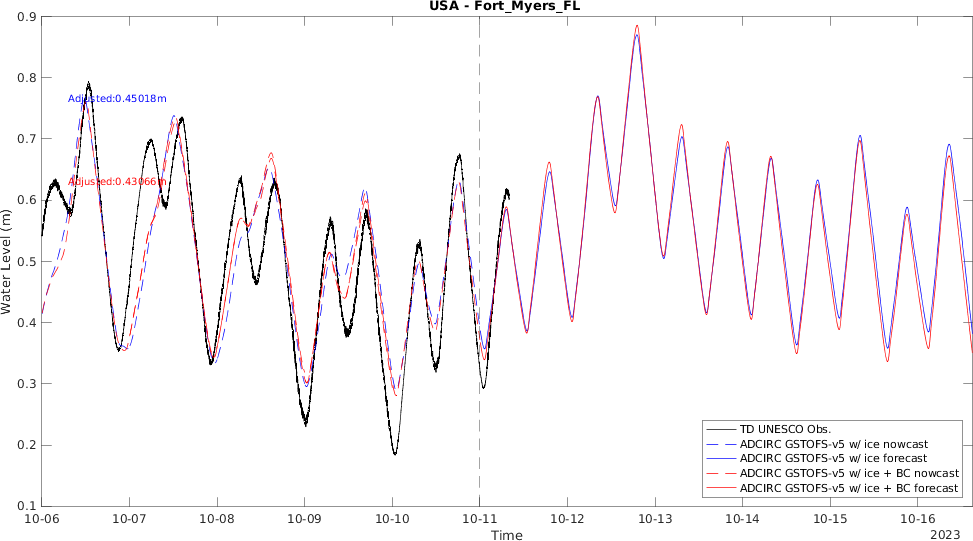 USA - Fort_Myers_FL
0.9
0.8
0.7
0.6
0.5
0.4
0.3
0.2
0.1
Water Level (m)
Adjusted:0.45018m
Adjusted:0.43066m
TD UNESCO Obs.
ADCIRC GSTOFS-v5 w/ ice nowcast
ADCIRC GSTOFS-v5 w/ ice forecast
ADCIRC GSTOFS-v5 w/ ice + BC nowcast
ADCIRC GSTOFS-v5 w/ ice + BC forecast
10-06 10-07 10-08 10-09 10-10 10-11 10-12 10-13 10-14 10-15 10-16
Time
2023